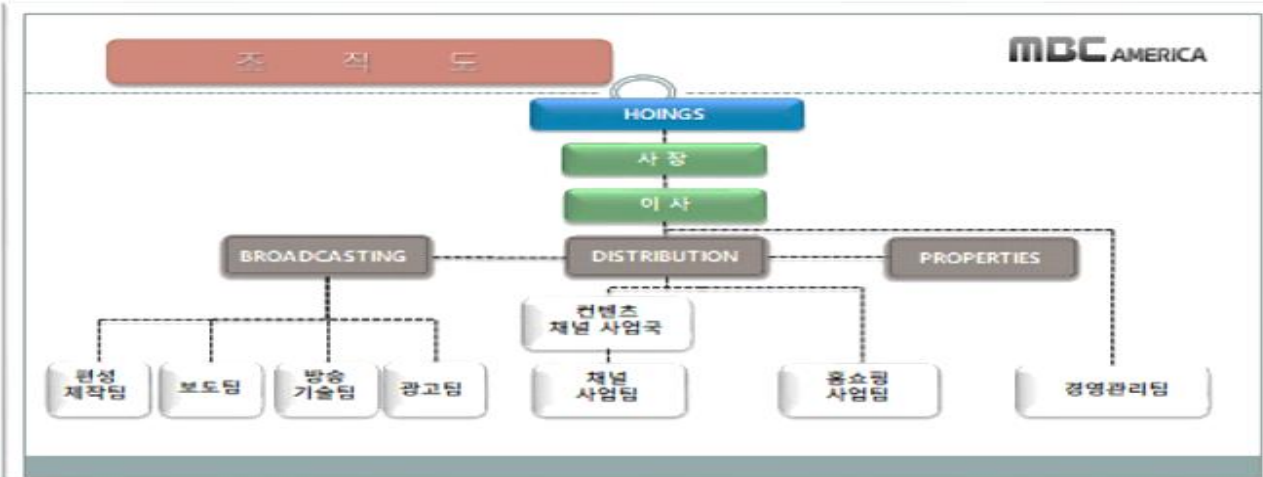 조 직 도
MBC AMERICA
HOINGS
사 장
이 사
BROADCASTING
DISTRIBUTION
PROPERTIES
컨텐츠
채널 사업국
편성
제작팀
보도팀
방송
기술팀
광고팀
채널
사업팀
홈쇼핑
사업팀
경영관리팀